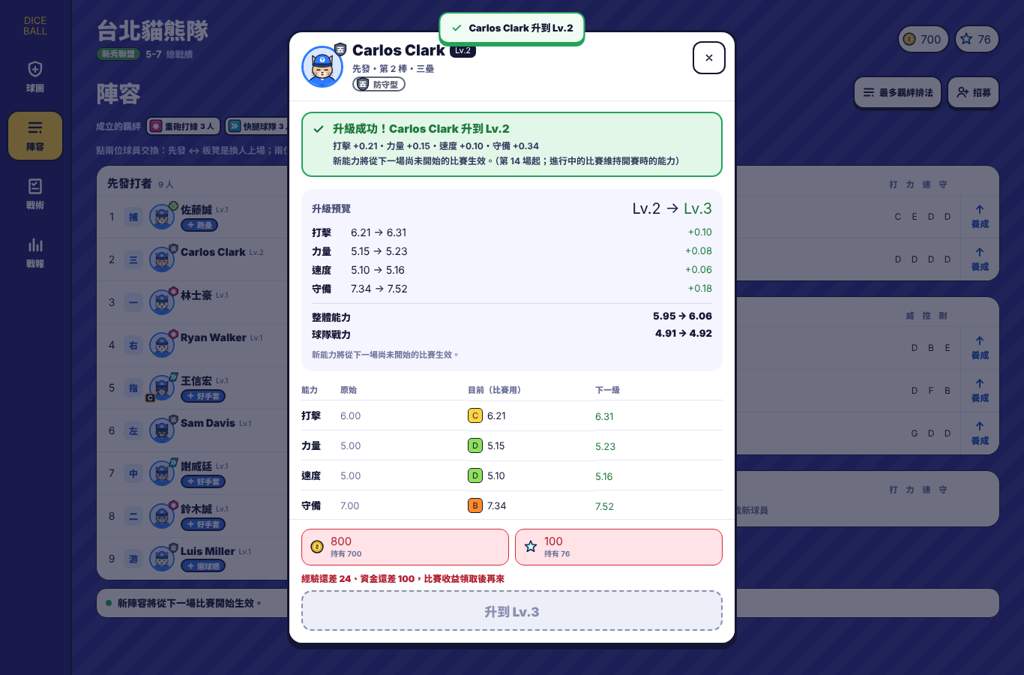 DICE
BALL
台北貓熊隊
新秀聯盟 5-7 總戰績
700
76
球團
陣容
戰術
戰報
陣容
最多羈絆排法
招募
成立的羈絆 重砲打線 3 人 快腿球隊 3
點兩位球員交換:先發 ↔ 板凳是換人上場;兩
先發打者 9 人
1 捕 佐藤誠 Lv.1
2 三 Carlos Clark Lv.2
3 一 林士豪 Lv.1
4 右 Ryan Walker Lv.1
5 指 王信宏 Lv.1
C + 好手套
6 左 Sam Davis Lv.1
7 中 謝威廷 Lv.1
+ 好手套
8 二 鈴木誠 Lv.1
+ 好手套
9 游 Luis Miller Lv.1
新陣容將從下一場比賽開始生效。
打 力 速 守
C E D D 養成
D D D D 養成
威 控 耐
D B E 養成
D F B 養成
G D D 養成
打 力 速 守
新球員
Carlos Clark 升到 Lv.2
Carlos Clark Lv.2
先發・第 2 棒・三壘
防守型
×
升級成功!Carlos Clark 升到 Lv.2
打擊 +0.21・力量 +0.15・速度 +0.10・守備 +0.34
新能力將從下一場尚未開始的比賽生效。(第 14 場起;進行中的比賽維持開賽時的能力)
升級預覽 Lv.2 → Lv.3
打擊 6.21 → 6.31 +0.10
力量 5.15 → 5.23 +0.08
速度 5.10 → 5.16 +0.06
守備 7.34 → 7.52 +0.18
整體能力 5.95 → 6.06
球隊戰力 4.91 → 4.92
新能力將從下一場尚未開始的比賽生效。
能力 原始 目前(比賽用) 下一級
打擊 6.00 C 6.21 6.31
力量 5.00 D 5.15 5.23
速度 5.00 D 5.10 5.16
守備 7.00 B 7.34 7.52
800
持有 700
100
持有 76
經驗還差 24、資金還差 100,比賽收益領取後再來
升到 Lv.3